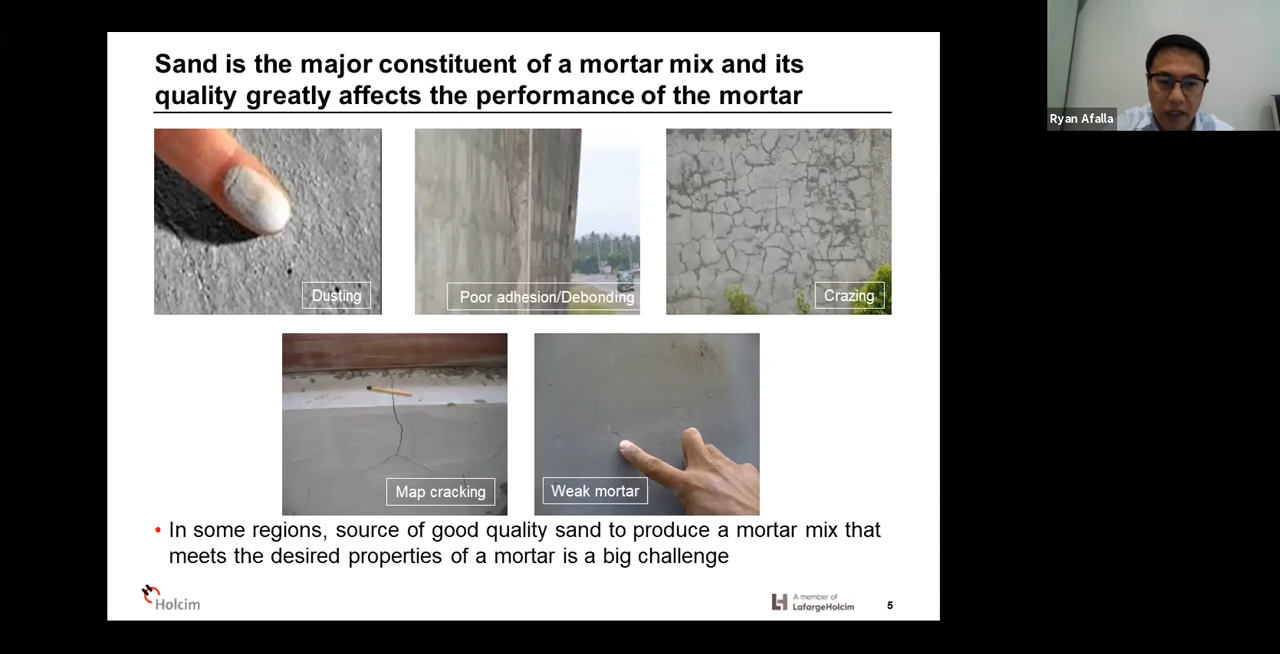 Sand is the major constituent of a mortar mix and its
quality greatly affects the performance of the mortar
Ryan Afalla
Dusting
Poor adhesion/Debonding
Crazing
Map cracking
Weak mortar
• In some regions, source of good quality sand to produce a mortar mix that
meets the desired properties of a mortar is a big challenge
Holcim
A member of
LafargeHolcim
5